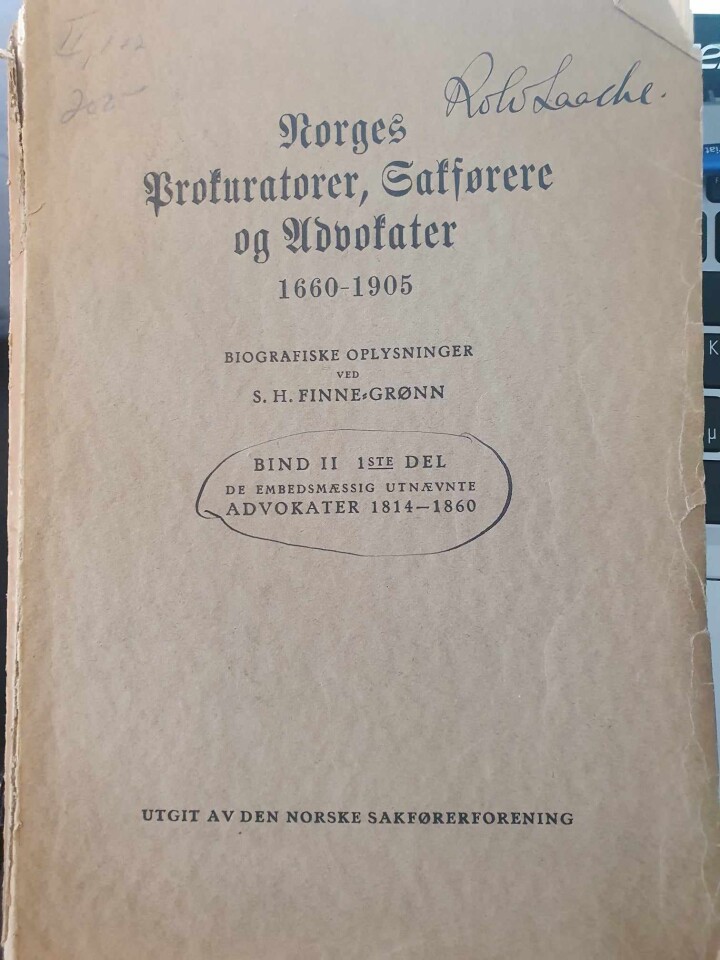 Rolv Laache.
Norges
Prokuratorer, Sakførere
og Advokater
1660-1905
BIOGRAFISKE OPLYSNINGER
VED
S. H. FINNE-GRØNN
BIND II 1STE DEL
DE EMBEDSMÆSSIG UTNÆVNTE
ADVOKATER 1814—1860
UTGIT AV DEN NORSKE SAKFØRERFORENING